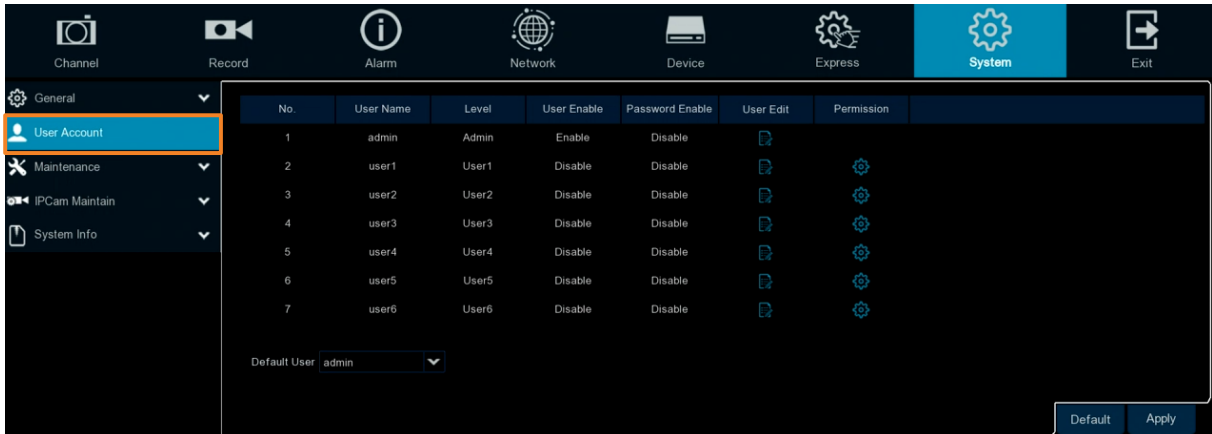 Channel Record Alarm Network Device Express System Exit
General
User Account
Maintenance
IPCam Maintain
System Info
No. User Name Level User Enable Password Enable User Edit Permission
1 admin Admin Enable Disable
2 user1 User1 Disable Disable
3 user2 User2 Disable Disable
4 user3 User3 Disable Disable
5 user4 User4 Disable Disable
6 user5 User5 Disable Disable
7 user6 User6 Disable Disable
Default User admin
Default Apply